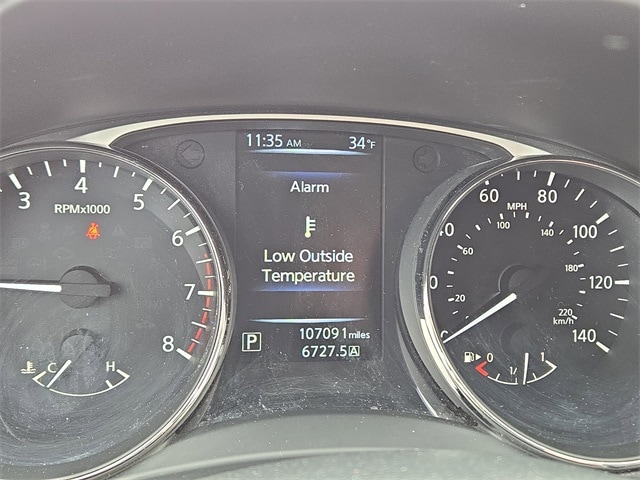 11:35 AM 34°F
Alarm
Low Outside
Temperature
P 107091 miles
6727.5 A
3 4 5 6 7 8
RPMx1000
C H
40 60 80 100 120 140
MPH
20 60 100 140 180 220
km/h
0 1/ 1